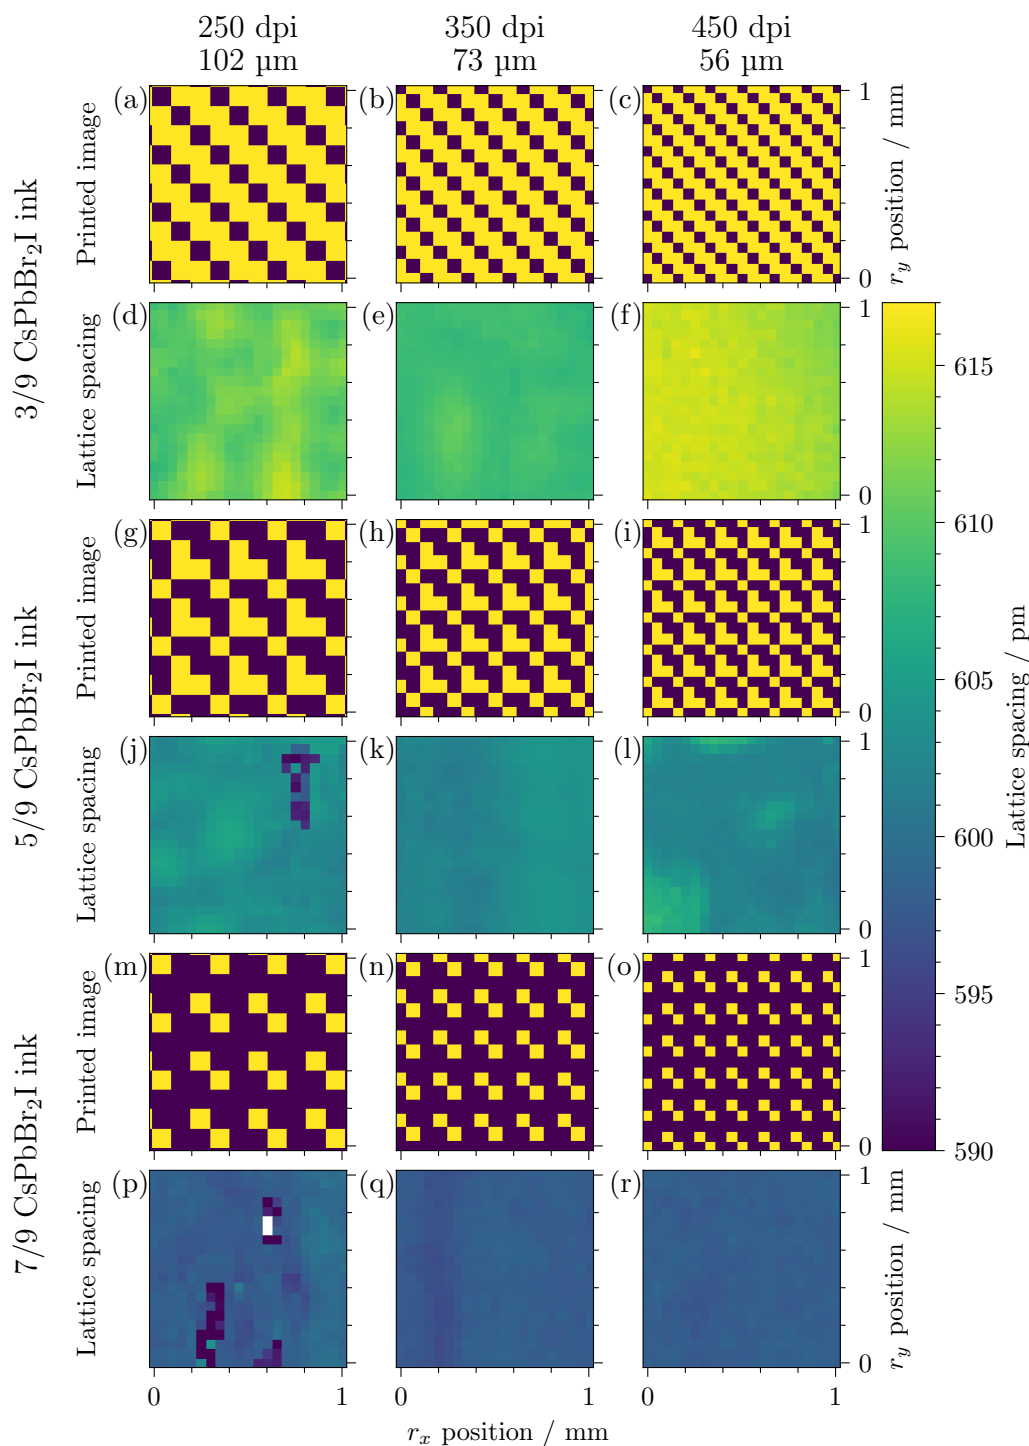 250 dpi
102 µm
350 dpi
73 µm
450 dpi
56 µm
3/9 CsPbBr₂I ink
Printed image
(a)
(b)
(c)
1
0
r_y position / mm
Lattice spacing
(d)
(e)
(f)
1
0
5/9 CsPbBr₂I ink
Printed image
(g)
(h)
(i)
1
0
Lattice spacing
(j)
(k)
(l)
1
0
7/9 CsPbBr₂I ink
Printed image
(m)
(n)
(o)
1
0
Lattice spacing
(p)
(q)
(r)
1
0
r_y position / mm
0
1
0
1
0
1
r_x position / mm
615
610
605
600
595
590
Lattice spacing / pm